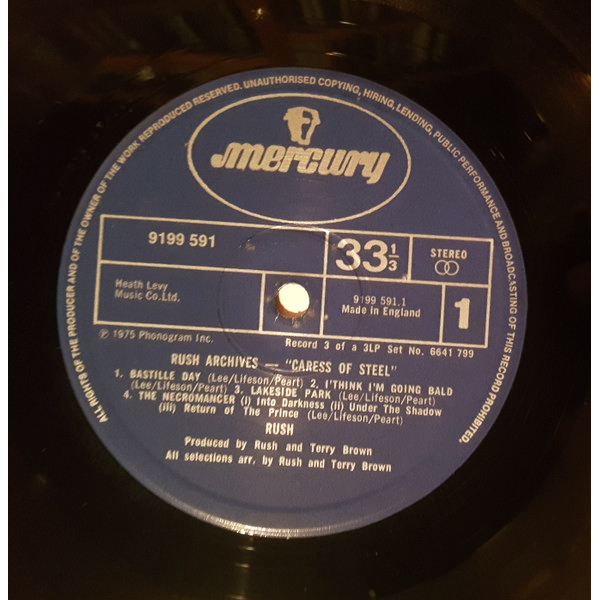 ALL RIGHTS OF THE PRODUCER AND OF THE OWNER OF THE WORK REPRODUCED RESERVED. UNAUTHORISED COPYING, HIRING, LENDING, PUBLIC PERFORMANCE AND BROADCASTING OF THIS RECORD PROHIBITED.
mercury
9199 591
33 1/3
STEREO
Heath Levy
Music Co.Ltd.
9199 591.1
Made in England
1
℗ 1975 Phonogram Inc.
Record 3 of a 3LP Set No. 6641 799
RUSH ARCHIVES — "CARESS OF STEEL"
1. BASTILLE DAY (Lee/Lifeson/Peart) 2. I'THINK I'M GOING BALD
(Lee/Lifeson/Peart) 3. LAKESIDE PARK (Lee/Lifeson/Peart)
4. THE NECROMANCER (i) Into Darkness (ii) Under The Shadow
(iii) Return of The Prince (Lee/Lifeson/Peart)
RUSH
Produced by Rush and Terry Brown
All selections arr. by Rush and Terry Brown